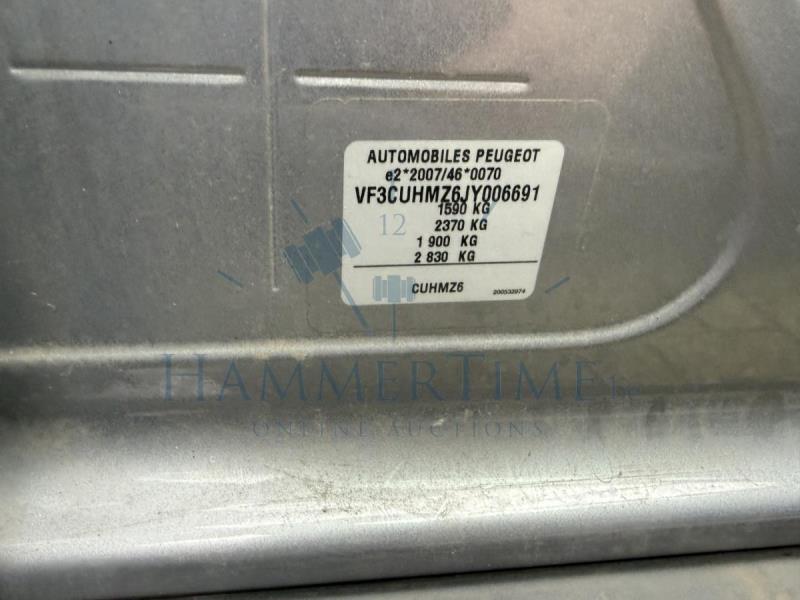 AUTOMOBILES PEUGEOT
e2*2007/46*0070
VF3CUHMZ6JY006691
1590 KG
2370 KG
1 900 KG
2 830 KG
CUHMZ6 200532974
12
HAMMERTIME.be
ONLINE AUCTIONS